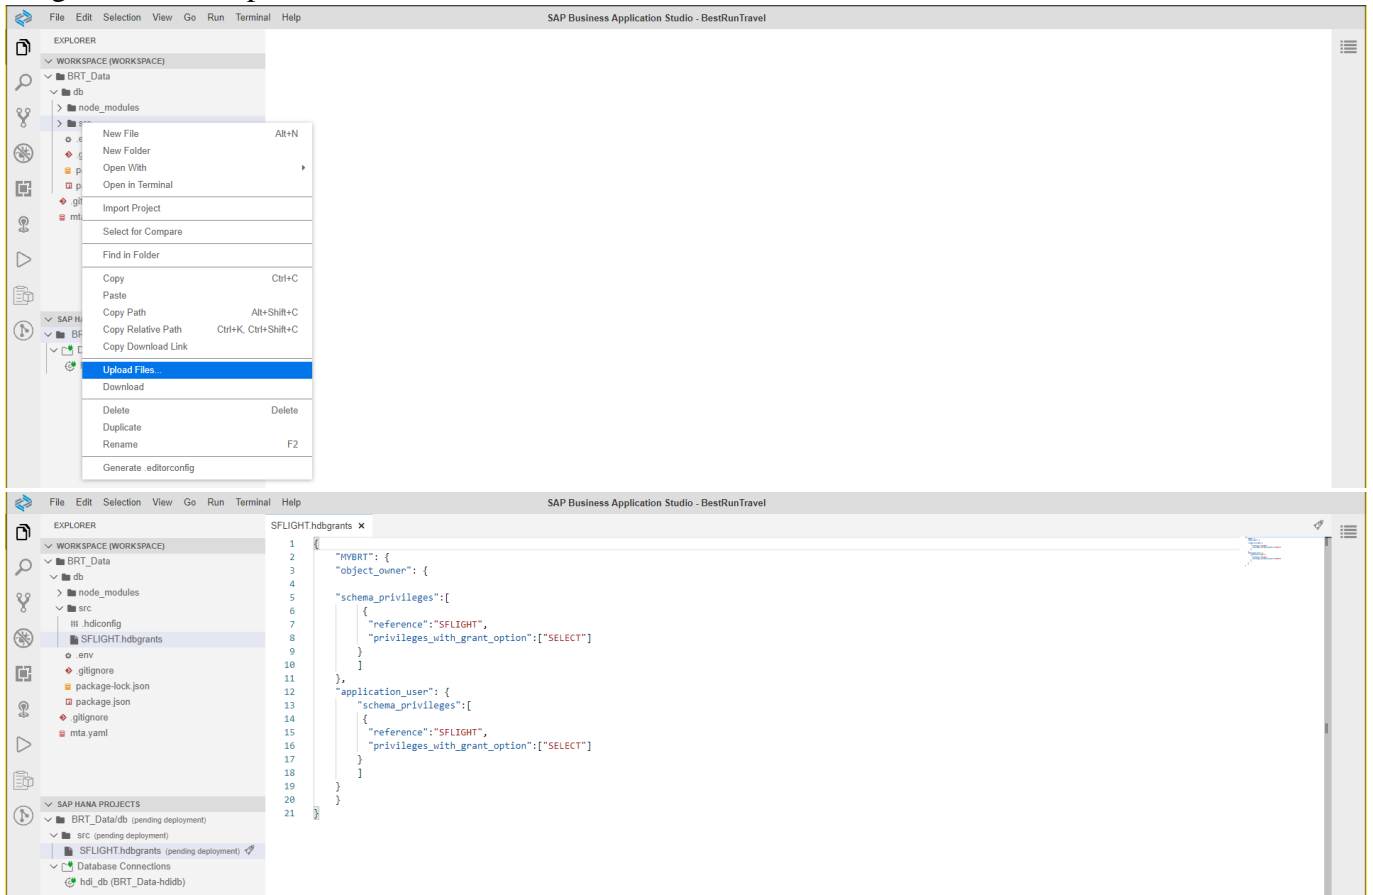 File Edit Selection View Go Run Terminal Help SAP Business Application Studio - BestRunTravel
EXPLORER
WORKSPACE (WORKSPACE)
BRT_Data
db
node_modules
New File Alt+N
New Folder
Open With
Open in Terminal
Import Project
Select for Compare
Find in Folder
Copy Ctrl+C
Paste
Copy Path Alt+Shift+C
SAP H
Copy Relative Path Ctrl+K, Ctrl+Shift+C
Copy Download Link
Upload Files...
Download
Delete Delete
Duplicate
Rename F2
Generate .editorconfig
File Edit Selection View Go Run Terminal Help SAP Business Application Studio - BestRunTravel
EXPLORER
WORKSPACE (WORKSPACE)
BRT_Data
db
node_modules
src
.hdiconfig
SFLIGHT.hdbgrants
.env
.gitignore
package-lock.json
package.json
.gitignore
mta.yaml
SAP HANA PROJECTS
BRT_Data/db (pending deployment)
src (pending deployment)
SFLIGHT.hdbgrants (pending deployment)
Database Connections
hdi_db (BRT_Data-hdidb)
SFLIGHT.hdbgrants ×
1 {
2 "MYBRT": {
3 "object_owner": {
4
5 "schema_privileges":[
6 {
7 "reference":"SFLIGHT",
8 "privileges_with_grant_option":["SELECT"]
9 }
10 ]
11 },
12 "application_user": {
13 "schema_privileges":[
14 {
15 "reference":"SFLIGHT",
16 "privileges_with_grant_option":["SELECT"]
17 }
18 ]
19 }
20 }
21 }